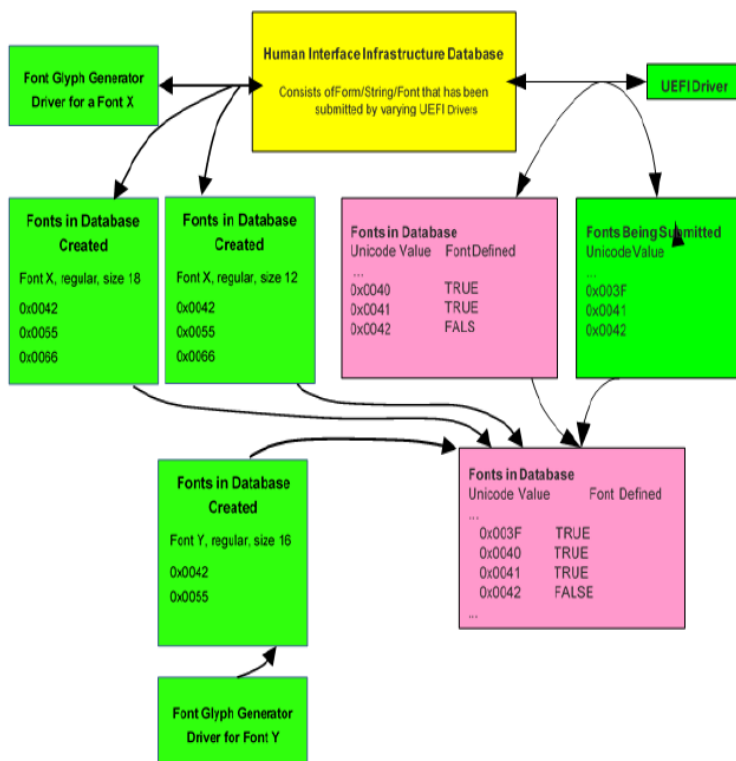 Human Interface Infrastructure Database
Consists ofForm/String/Font that has been
submitted by varying UEFI Drivers
Font Glyph Generator
Driver for a Font X
UEFI Driver
Fonts in Database
Created
Font X, regular, size 18
0x0042
0x0055
0x0066
Fonts in Database
Created
Font X, regular, size 12
0x0042
0x0055
0x0066
Fonts in Database
Unicode Value FontDefined
...
0x0040 TRUE
0x0041 TRUE
0x0042 FALS
Fonts Being Submitted
Unicode Value
...
0x003F
0x0041
0x0042
Fonts in Database
Created
Font Y, regular, size 16
0x0042
0x0055
Fonts in Database
Unicode Value Font Defined
...
0x003F TRUE
0x0040 TRUE
0x0041 TRUE
0x0042 FALSE
...
Font Glyph Generator
Driver for Font Y